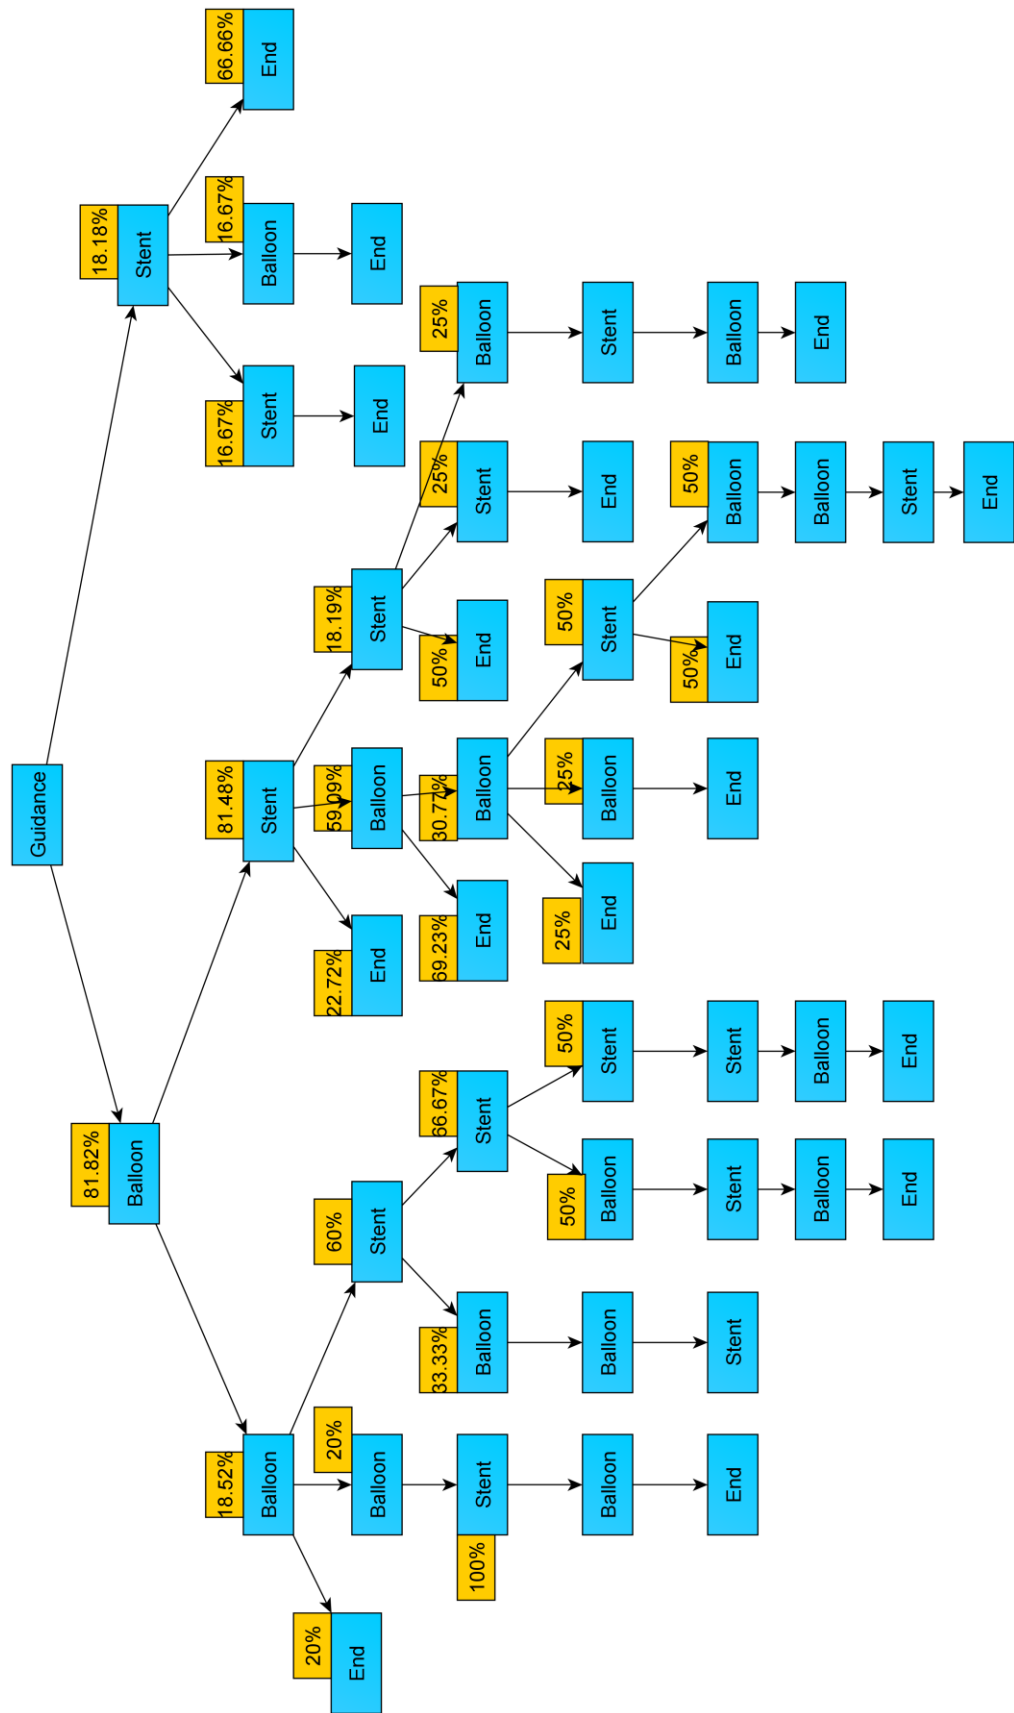 Guidance
81.82%
Balloon
18.18%
Stent
18.52%
Balloon
81.48%
Stent
16.67%
Stent
16.67%
Balloon
66.66%
End
20%
End
20%
Balloon
60%
Stent
22.72%
End
59.09%
Balloon
18.19%
Stent
End
End
100%
Stent
33.33%
Balloon
66.67%
Stent
69.23%
End
30.77%
Balloon
50%
End
25%
Stent
25%
Balloon
Balloon
Balloon
50%
Balloon
50%
Stent
25%
End
25%
Balloon
50%
Stent
End
Stent
End
Stent
Stent
Stent
End
50%
End
50%
Balloon
Balloon
Balloon
Balloon
Balloon
End
End
End
Stent
End